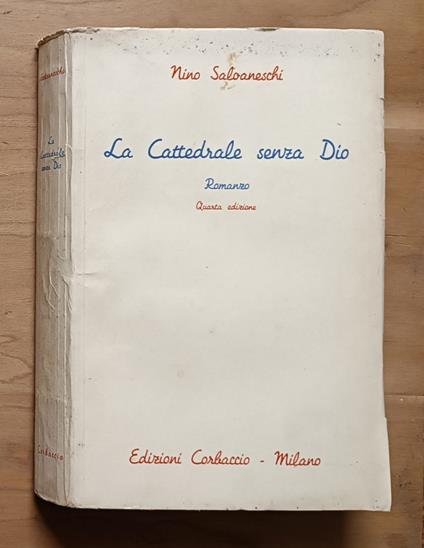 Nino Salvaneschi
La Cattedrale senza Dio
Romanzo
Quarta edizione
Edizioni Corbaccio - Milano
Salvaneschi
La
Cattedrale
senza Dio
Corbaccio